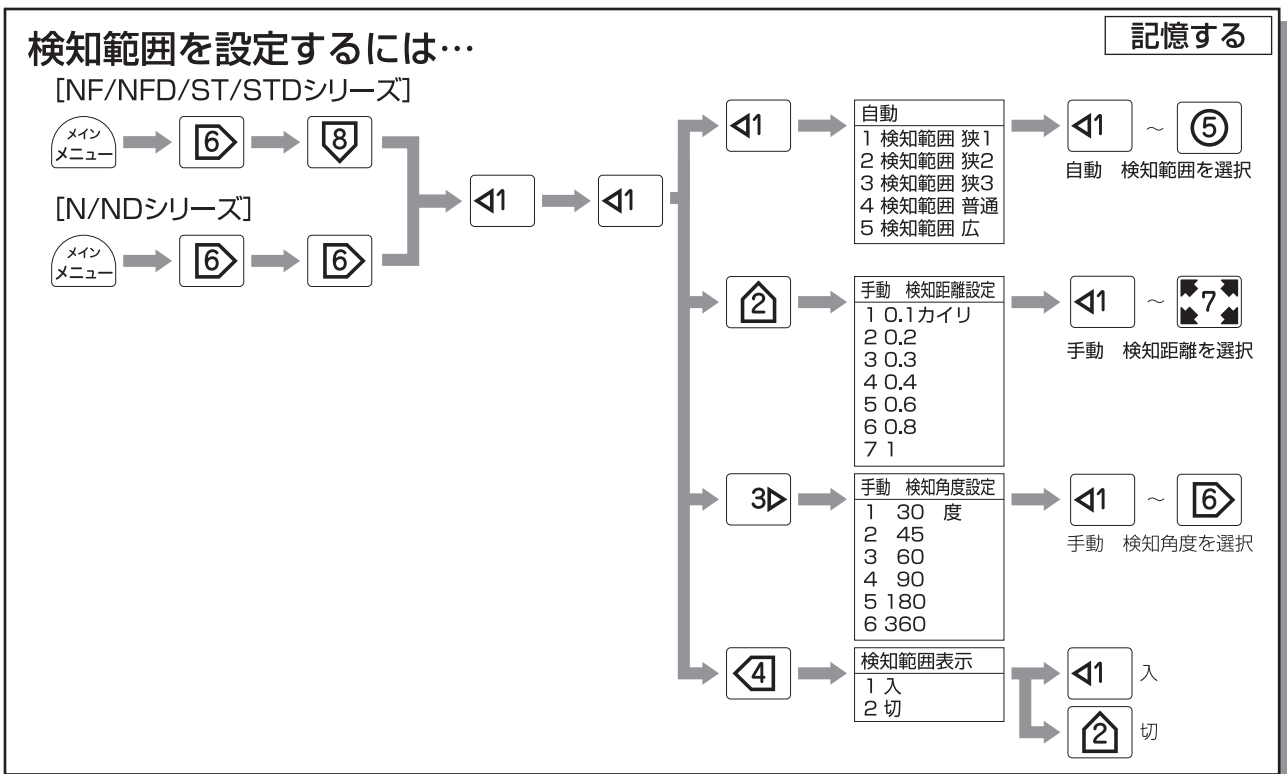 記憶する
検知範囲を設定するには…
[NF/NFD/ST/STDシリーズ]
メイン
メニュー
6
8
[N/NDシリーズ]
メイン
メニュー
6
6
1
1
1
自動
1 検知範囲 狭1
2 検知範囲 狭2
3 検知範囲 狭3
4 検知範囲 普通
5 検知範囲 広
1 ~ 5
自動 検知範囲を選択
2
手動 検知距離設定
1 0.1カイリ
2 0.2
3 0.3
4 0.4
5 0.6
6 0.8
7 1
1 ~ 7
手動 検知距離を選択
3
手動 検知角度設定
1 30 度
2 45
3 60
4 90
5 180
6 360
1 ~ 6
手動 検知角度を選択
4
検知範囲表示
1 入
2 切
1 入
2 切